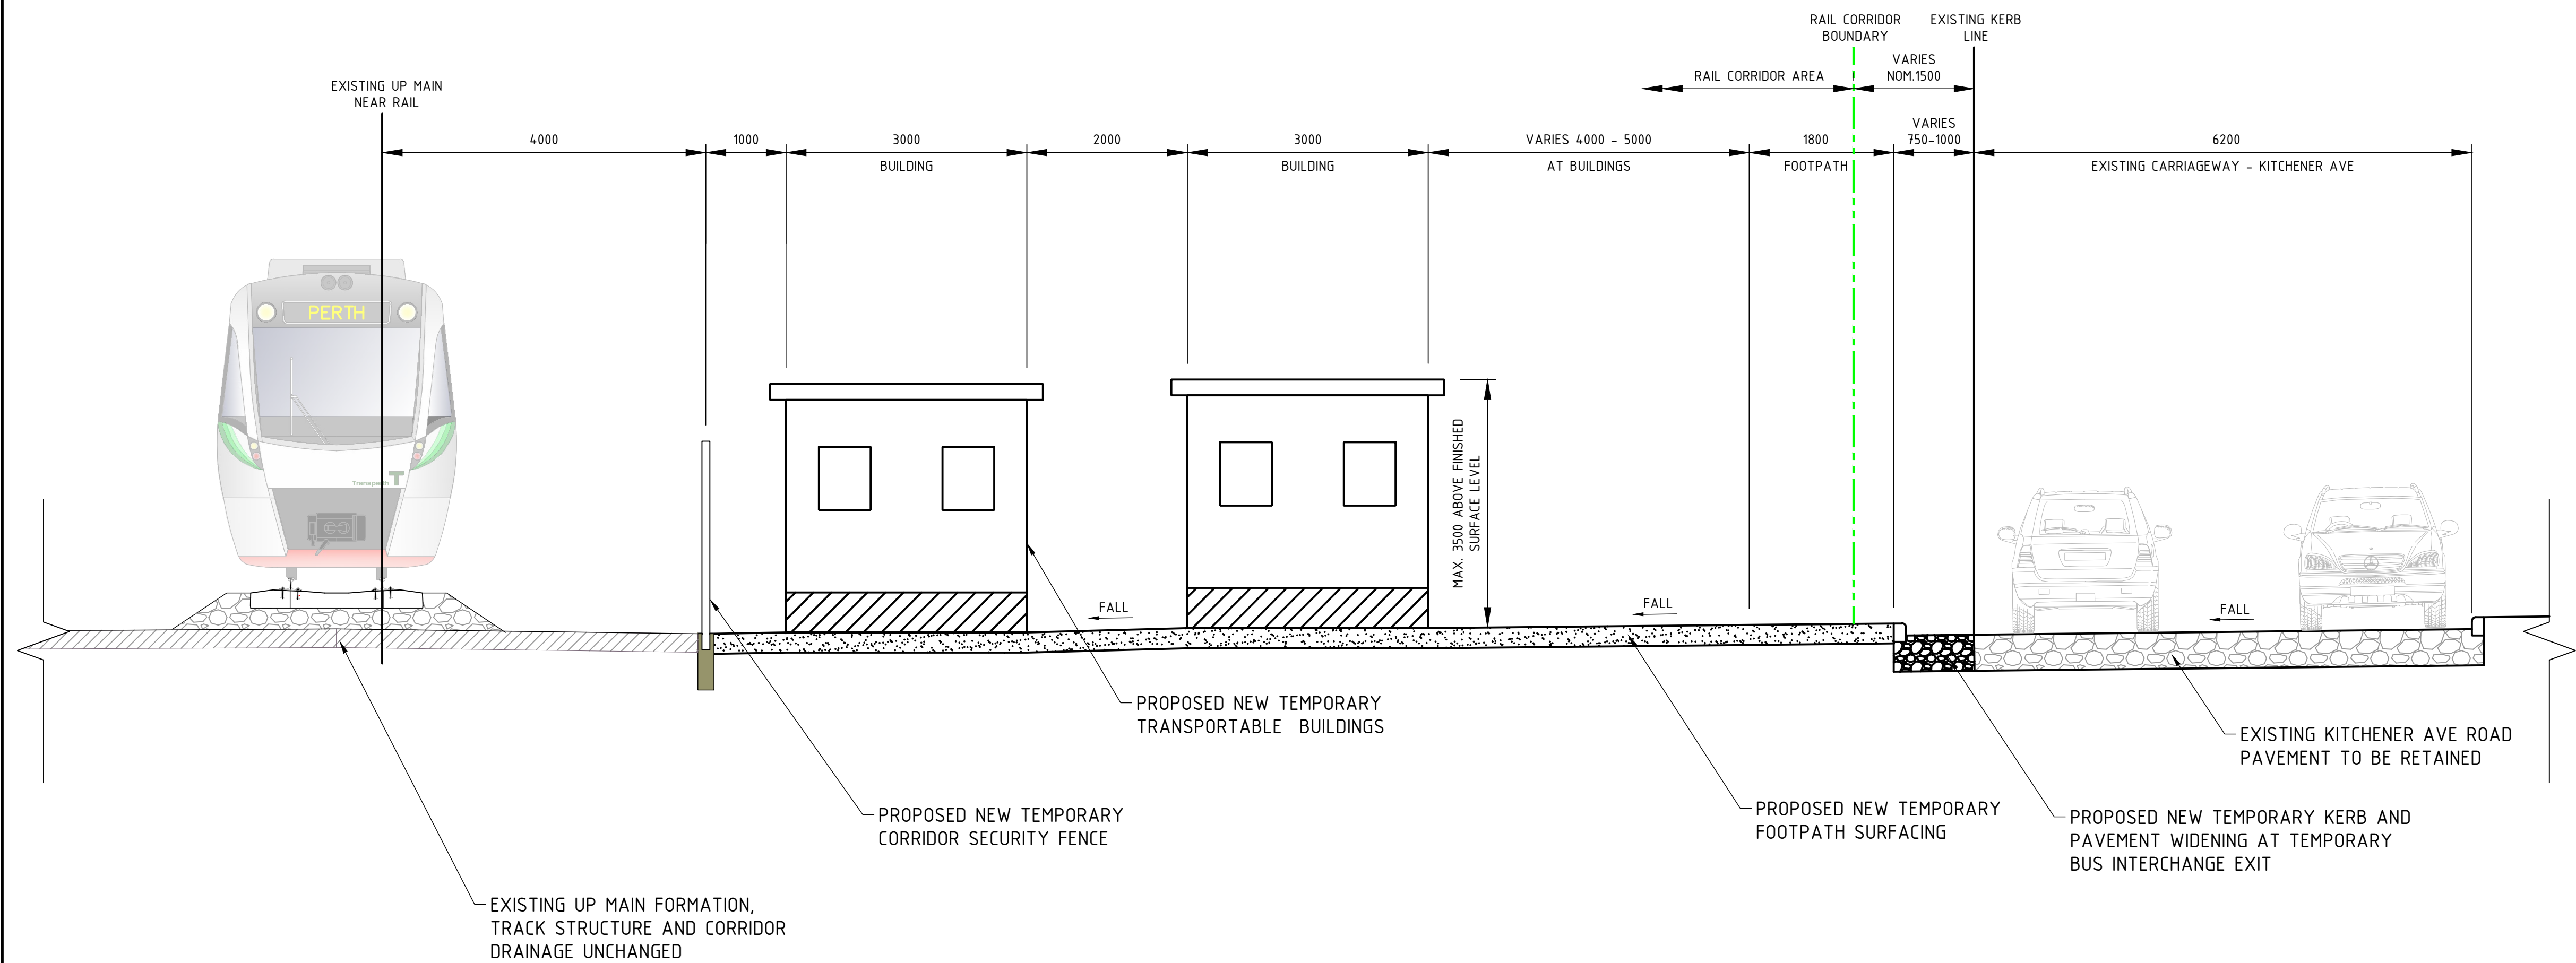 RAIL CORRIDOR
BOUNDARY
EXISTING KERB
LINE
VARIES
NOM.1500
RAIL CORRIDOR AREA
EXISTING UP MAIN
NEAR RAIL
4000
1000
3000
BUILDING
2000
3000
BUILDING
VARIES 4000 - 5000
AT BUILDINGS
1800
FOOTPATH
VARIES
750-1000
6200
EXISTING CARRIAGEWAY - KITCHENER AVE
PERTH
Transperth
T
MAX. 3500 ABOVE FINISHED
SURFACE LEVEL
FALL
FALL
FALL
PROPOSED NEW TEMPORARY
TRANSPORTABLE BUILDINGS
EXISTING KITCHENER AVE ROAD
PAVEMENT TO BE RETAINED
PROPOSED NEW TEMPORARY
CORRIDOR SECURITY FENCE
PROPOSED NEW TEMPORARY
FOOTPATH SURFACING
PROPOSED NEW TEMPORARY KERB AND
PAVEMENT WIDENING AT TEMPORARY
BUS INTERCHANGE EXIT
EXISTING UP MAIN FORMATION,
TRACK STRUCTURE AND CORRIDOR
DRAINAGE UNCHANGED